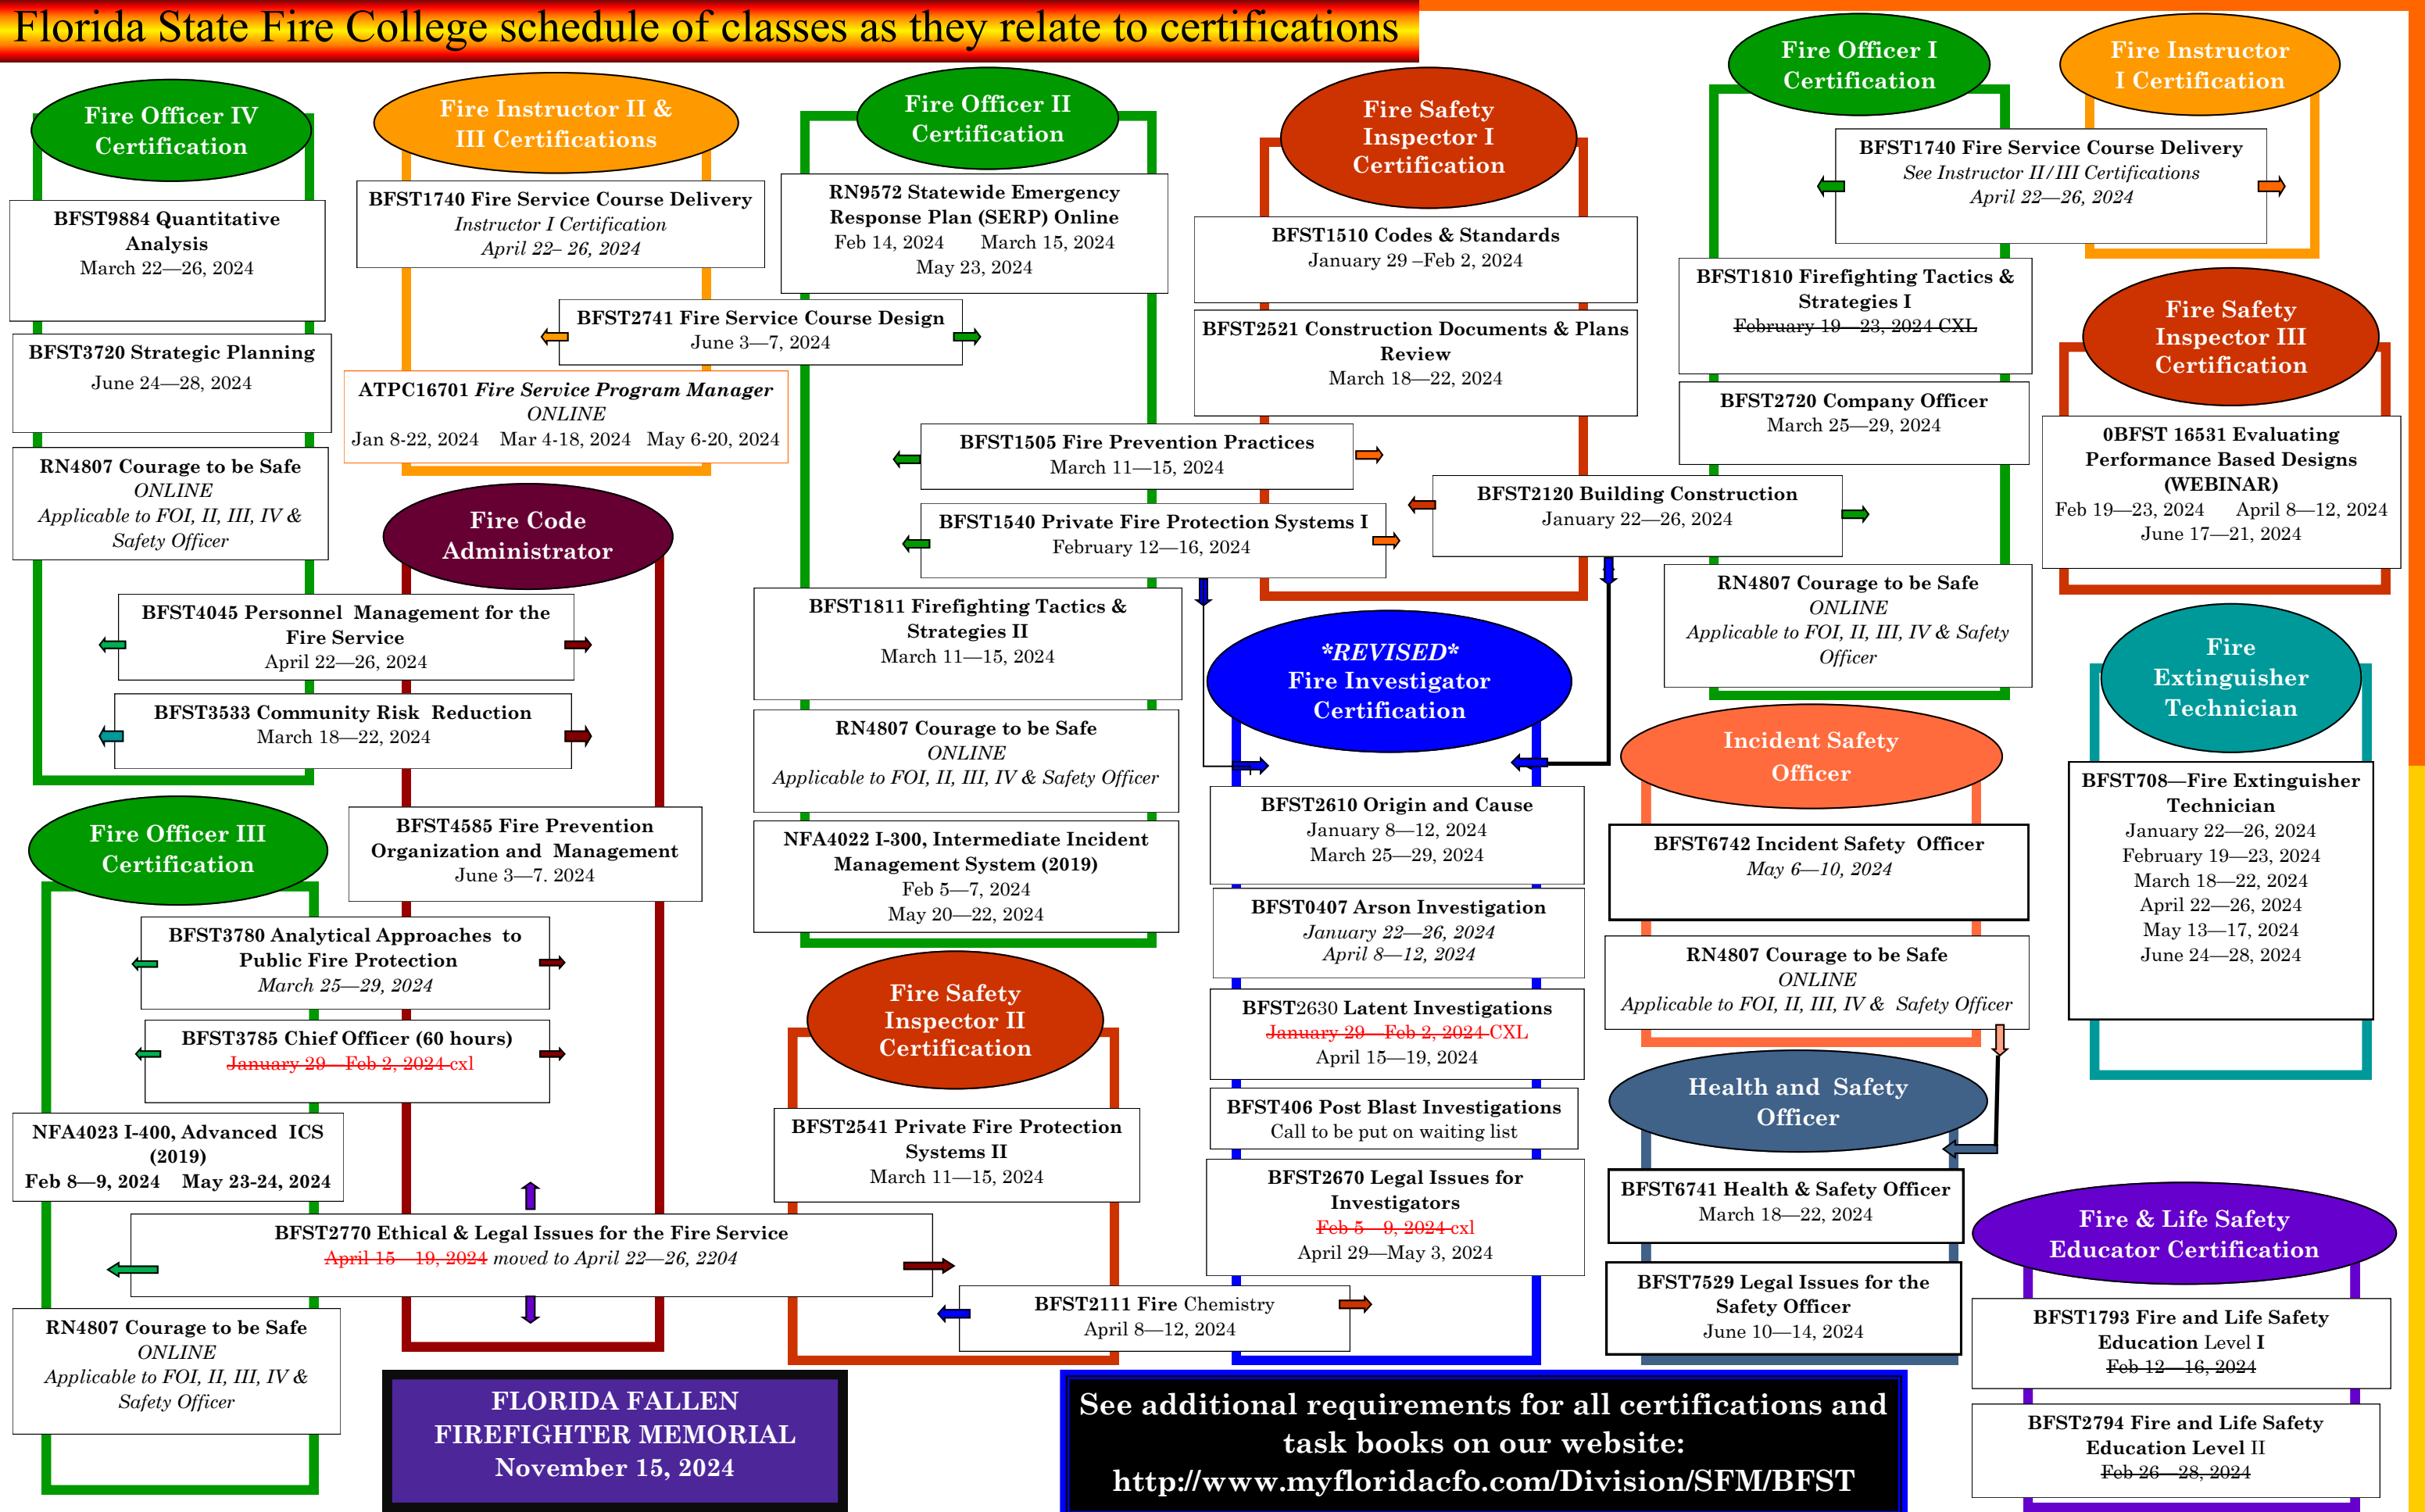 Florida State Fire College schedule of classes as they relate to certifications
Fire Officer IV
Certification
BFST9884 Quantitative
Analysis
March 22—26, 2024
BFST3720 Strategic Planning
June 24—28, 2024
RN4807 Courage to be Safe
ONLINE
Applicable to FOI, II, III, IV &
Safety Officer
BFST4045 Personnel Management for the
Fire Service
April 22—26, 2024
BFST3533 Community Risk Reduction
March 18—22, 2024
Fire Officer III
Certification
BFST3780 Analytical Approaches to
Public Fire Protection
March 25—29, 2024
BFST3785 Chief Officer (60 hours)
January 29—Feb 2, 2024 cxl
NFA4023 I-400, Advanced ICS
(2019)
Feb 8—9, 2024 May 23-24, 2024
BFST2770 Ethical & Legal Issues for the Fire Service
April 15—19, 2024 moved to April 22—26, 2204
RN4807 Courage to be Safe
ONLINE
Applicable to FOI, II, III, IV &
Safety Officer
Fire Instructor II &
III Certifications
BFST1740 Fire Service Course Delivery
Instructor I Certification
April 22– 26, 2024
BFST2741 Fire Service Course Design
June 3—7, 2024
ATPC16701 Fire Service Program Manager
ONLINE
Jan 8-22, 2024 Mar 4-18, 2024 May 6-20, 2024
Fire Code
Administrator
BFST4585 Fire Prevention
Organization and Management
June 3—7. 2024
FLORIDA FALLEN
FIREFIGHTER MEMORIAL
November 15, 2024
Fire Officer II
Certification
RN9572 Statewide Emergency
Response Plan (SERP) Online
Feb 14, 2024 March 15, 2024
May 23, 2024
BFST1505 Fire Prevention Practices
March 11—15, 2024
BFST1540 Private Fire Protection Systems I
February 12—16, 2024
BFST1811 Firefighting Tactics &
Strategies II
March 11—15, 2024
RN4807 Courage to be Safe
ONLINE
Applicable to FOI, II, III, IV & Safety Officer
NFA4022 I-300, Intermediate Incident
Management System (2019)
Feb 5—7, 2024
May 20—22, 2024
Fire Safety
Inspector II
Certification
BFST2541 Private Fire Protection
Systems II
March 11—15, 2024
BFST2111 Fire Chemistry
April 8—12, 2024
Fire Safety
Inspector I
Certification
BFST1510 Codes & Standards
January 29 –Feb 2, 2024
BFST2521 Construction Documents & Plans
Review
March 18—22, 2024
BFST2120 Building Construction
January 22—26, 2024
*REVISED*
Fire Investigator
Certification
BFST2610 Origin and Cause
January 8—12, 2024
March 25—29, 2024
BFST0407 Arson Investigation
January 22—26, 2024
April 8—12, 2024
BFST2630 Latent Investigations
January 29—Feb 2, 2024 CXL
April 15—19, 2024
BFST406 Post Blast Investigations
Call to be put on waiting list
BFST2670 Legal Issues for
Investigators
Feb 5—9, 2024 cxl
April 29—May 3, 2024
See additional requirements for all certifications and
task books on our website:
http://www.myfloridacfo.com/Division/SFM/BFST
Fire Officer I
Certification
Fire Instructor
I Certification
BFST1740 Fire Service Course Delivery
See Instructor II/III Certifications
April 22—26, 2024
BFST1810 Firefighting Tactics &
Strategies I
February 19—23, 2024 CXL
BFST2720 Company Officer
March 25—29, 2024
RN4807 Courage to be Safe
ONLINE
Applicable to FOI, II, III, IV & Safety
Officer
Incident Safety
Officer
BFST6742 Incident Safety Officer
May 6—10, 2024
RN4807 Courage to be Safe
ONLINE
Applicable to FOI, II, III, IV & Safety Officer
Health and Safety
Officer
BFST6741 Health & Safety Officer
March 18—22, 2024
BFST7529 Legal Issues for the
Safety Officer
June 10—14, 2024
Fire Safety
Inspector III
Certification
0BFST 16531 Evaluating
Performance Based Designs
(WEBINAR)
Feb 19—23, 2024 April 8—12, 2024
June 17—21, 2024
Fire
Extinguisher
Technician
BFST708—Fire Extinguisher
Technician
January 22—26, 2024
February 19—23, 2024
March 18—22, 2024
April 22—26, 2024
May 13—17, 2024
June 24—28, 2024
Fire & Life Safety
Educator Certification
BFST1793 Fire and Life Safety
Education Level I
Feb 12—16, 2024
BFST2794 Fire and Life Safety
Education Level II
Feb 26—28, 2024